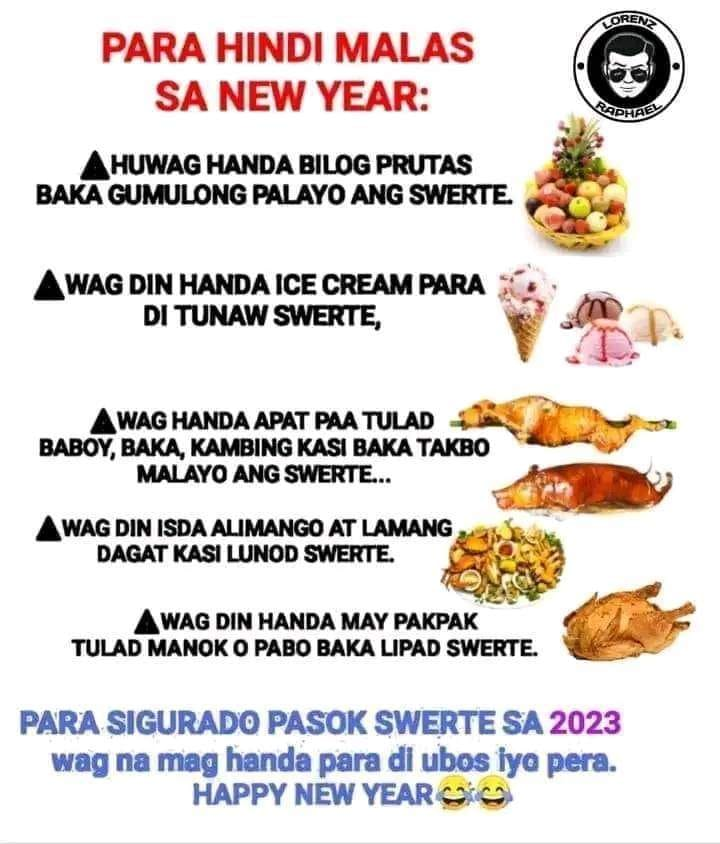 PARA HINDI MALAS
SA NEW YEAR:
LORENZ
RAPHAEL
▲HUWAG HANDA BILOG PRUTAS
BAKA GUMULONG PALAYO ANG SWERTE.
▲WAG DIN HANDA ICE CREAM PARA
DI TUNAW SWERTE,
▲WAG HANDA APAT PAA TULAD
BABOY, BAKA, KAMBING KASI BAKA TAKBO
MALAYO ANG SWERTE...
▲WAG DIN ISDA ALIMANGO AT LAMANG
DAGAT KASI LUNOD SWERTE.
▲WAG DIN HANDA MAY PAKPAK
TULAD MANOK O PABO BAKA LIPAD SWERTE.
PARA SIGURADO PASOK SWERTE SA 2023
wag na mag handa para di ubos iyo pera.
HAPPY NEW YEAR😂😂